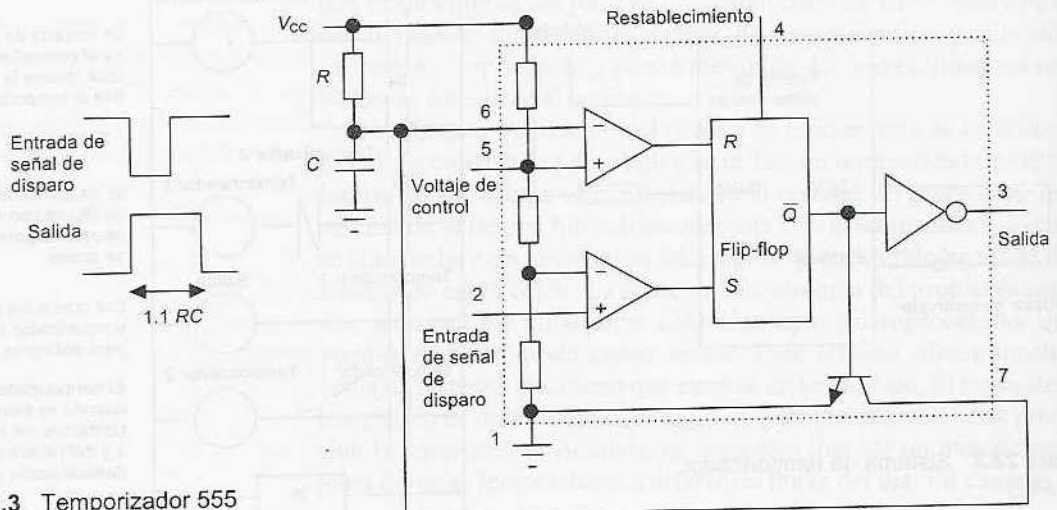 Restablecimiento
Vcc
4
R
6
5
C
Voltaje de
control
R
Q̅
3
Salida
Flip-flop
S
2
Entrada
de señal
de
disparo
1
7
Entrada de
señal de
disparo
Salida
1.1 RC
−
+
−
+
.3 Temporizador 555